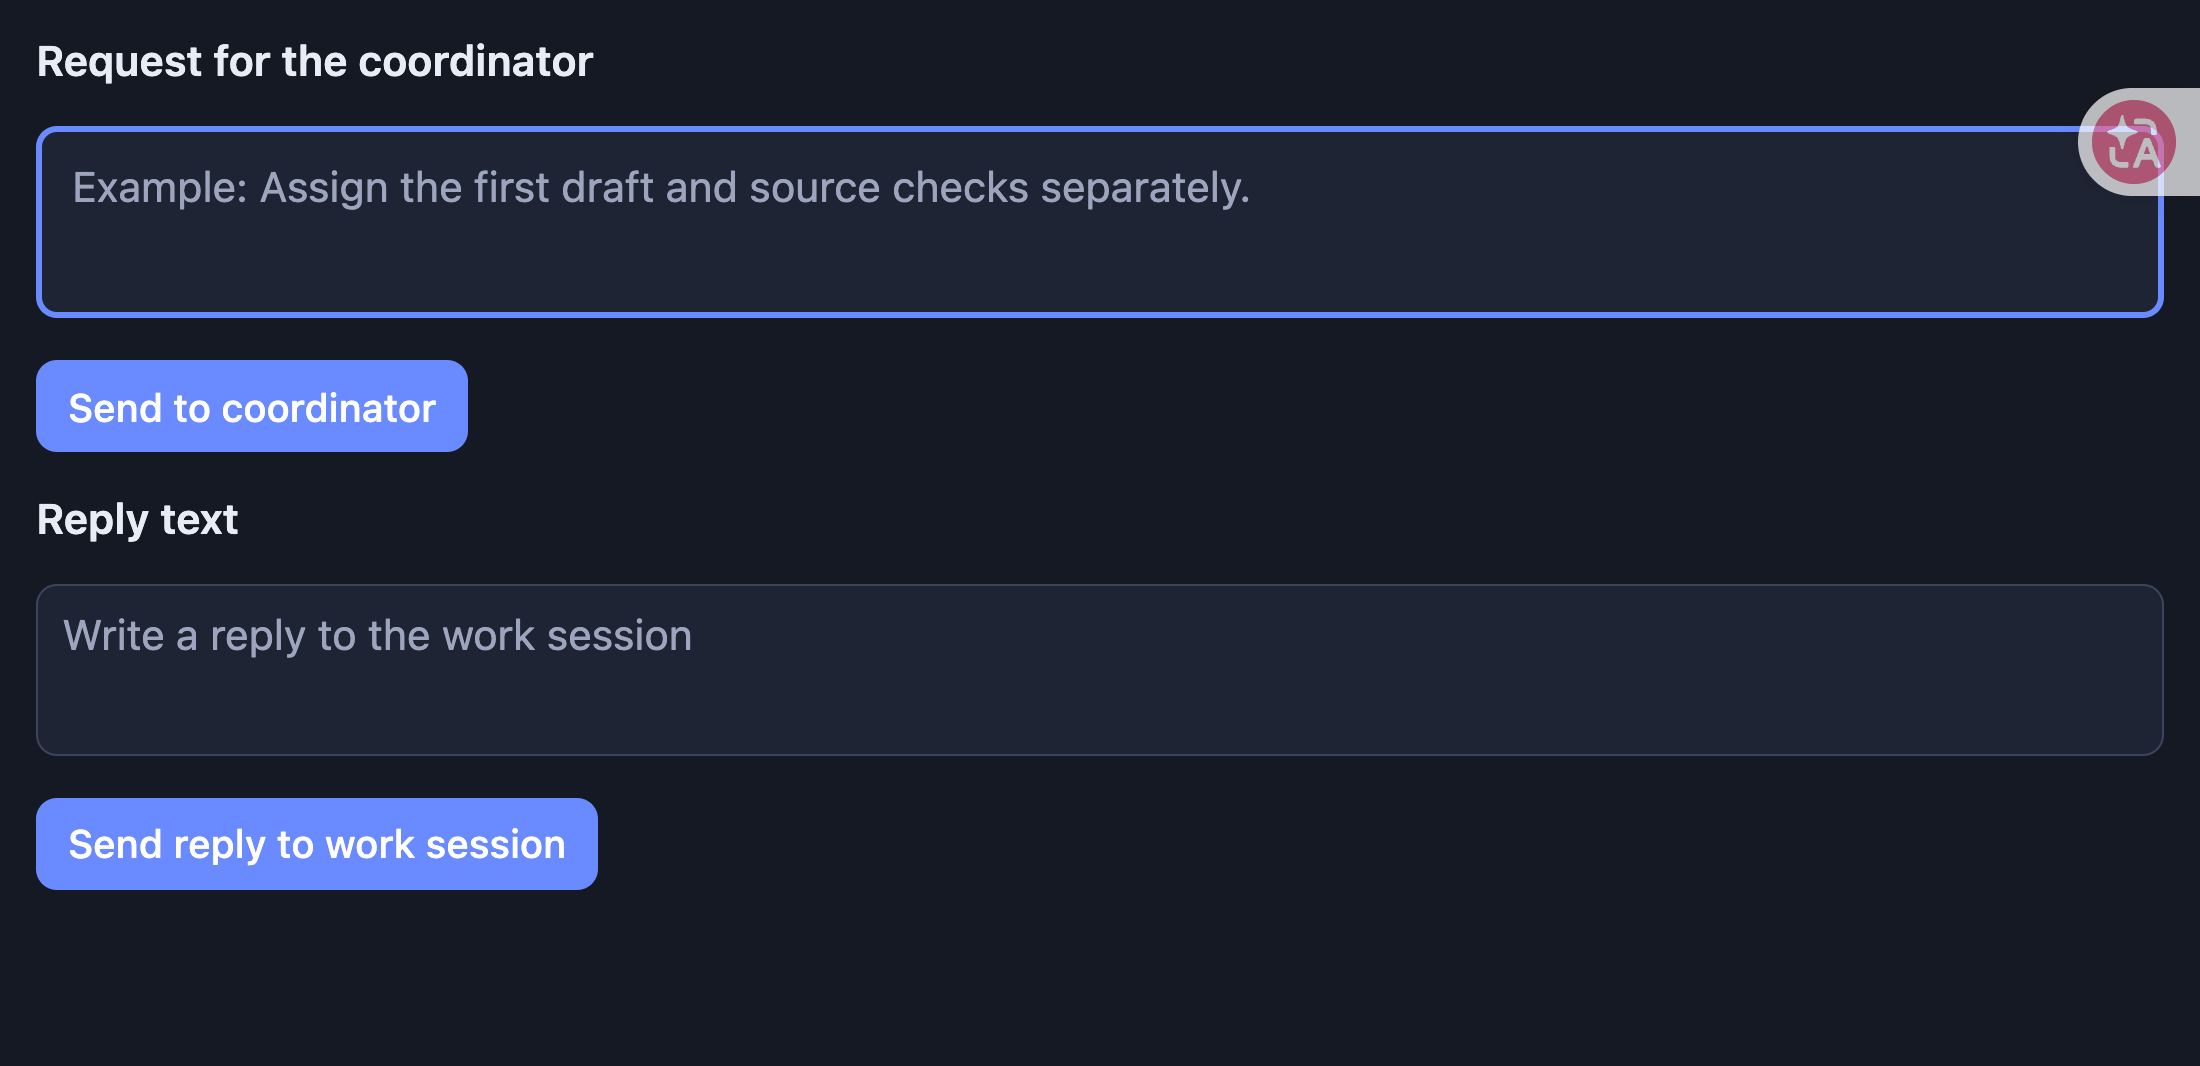 Request for the coordinator
Example: Assign the first draft and source checks separately.
Send to coordinator
Reply text
Write a reply to the work session
Send reply to work session